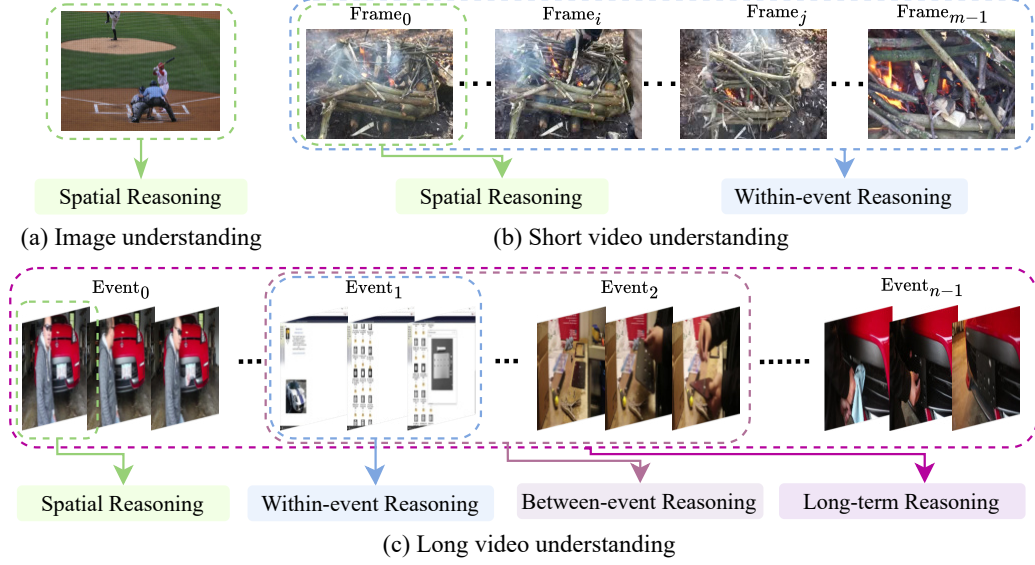 Frame₀ Frameᵢ Frameⱼ Frameₘ₋₁
Spatial Reasoning Spatial Reasoning Within-event Reasoning
(a) Image understanding (b) Short video understanding
Event₀ Event₁ Event₂ Eventₙ₋₁
Spatial Reasoning Within-event Reasoning Between-event Reasoning Long-term Reasoning
(c) Long video understanding